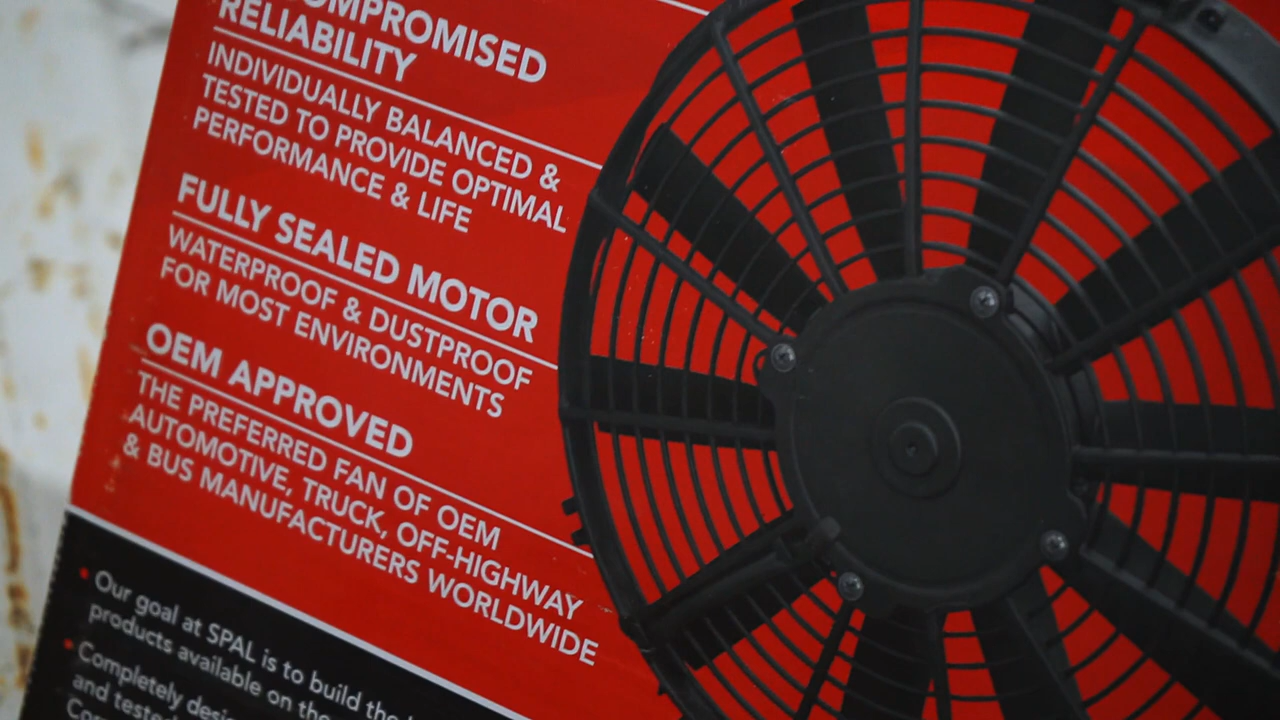 COMPROMISED
RELIABILITY
INDIVIDUALLY BALANCED &
TESTED TO PROVIDE OPTIMAL
PERFORMANCE & LIFE
FULLY SEALED MOTOR
WATERPROOF & DUSTPROOF
FOR MOST ENVIRONMENTS
OEM APPROVED
THE PREFERRED FAN OF OEM
AUTOMOTIVE, TRUCK, OFF-HIGHWAY
& BUS MANUFACTURERS WORLDWIDE
• Our goal at SPAL is to build the
products available on the
• Completely
and tested